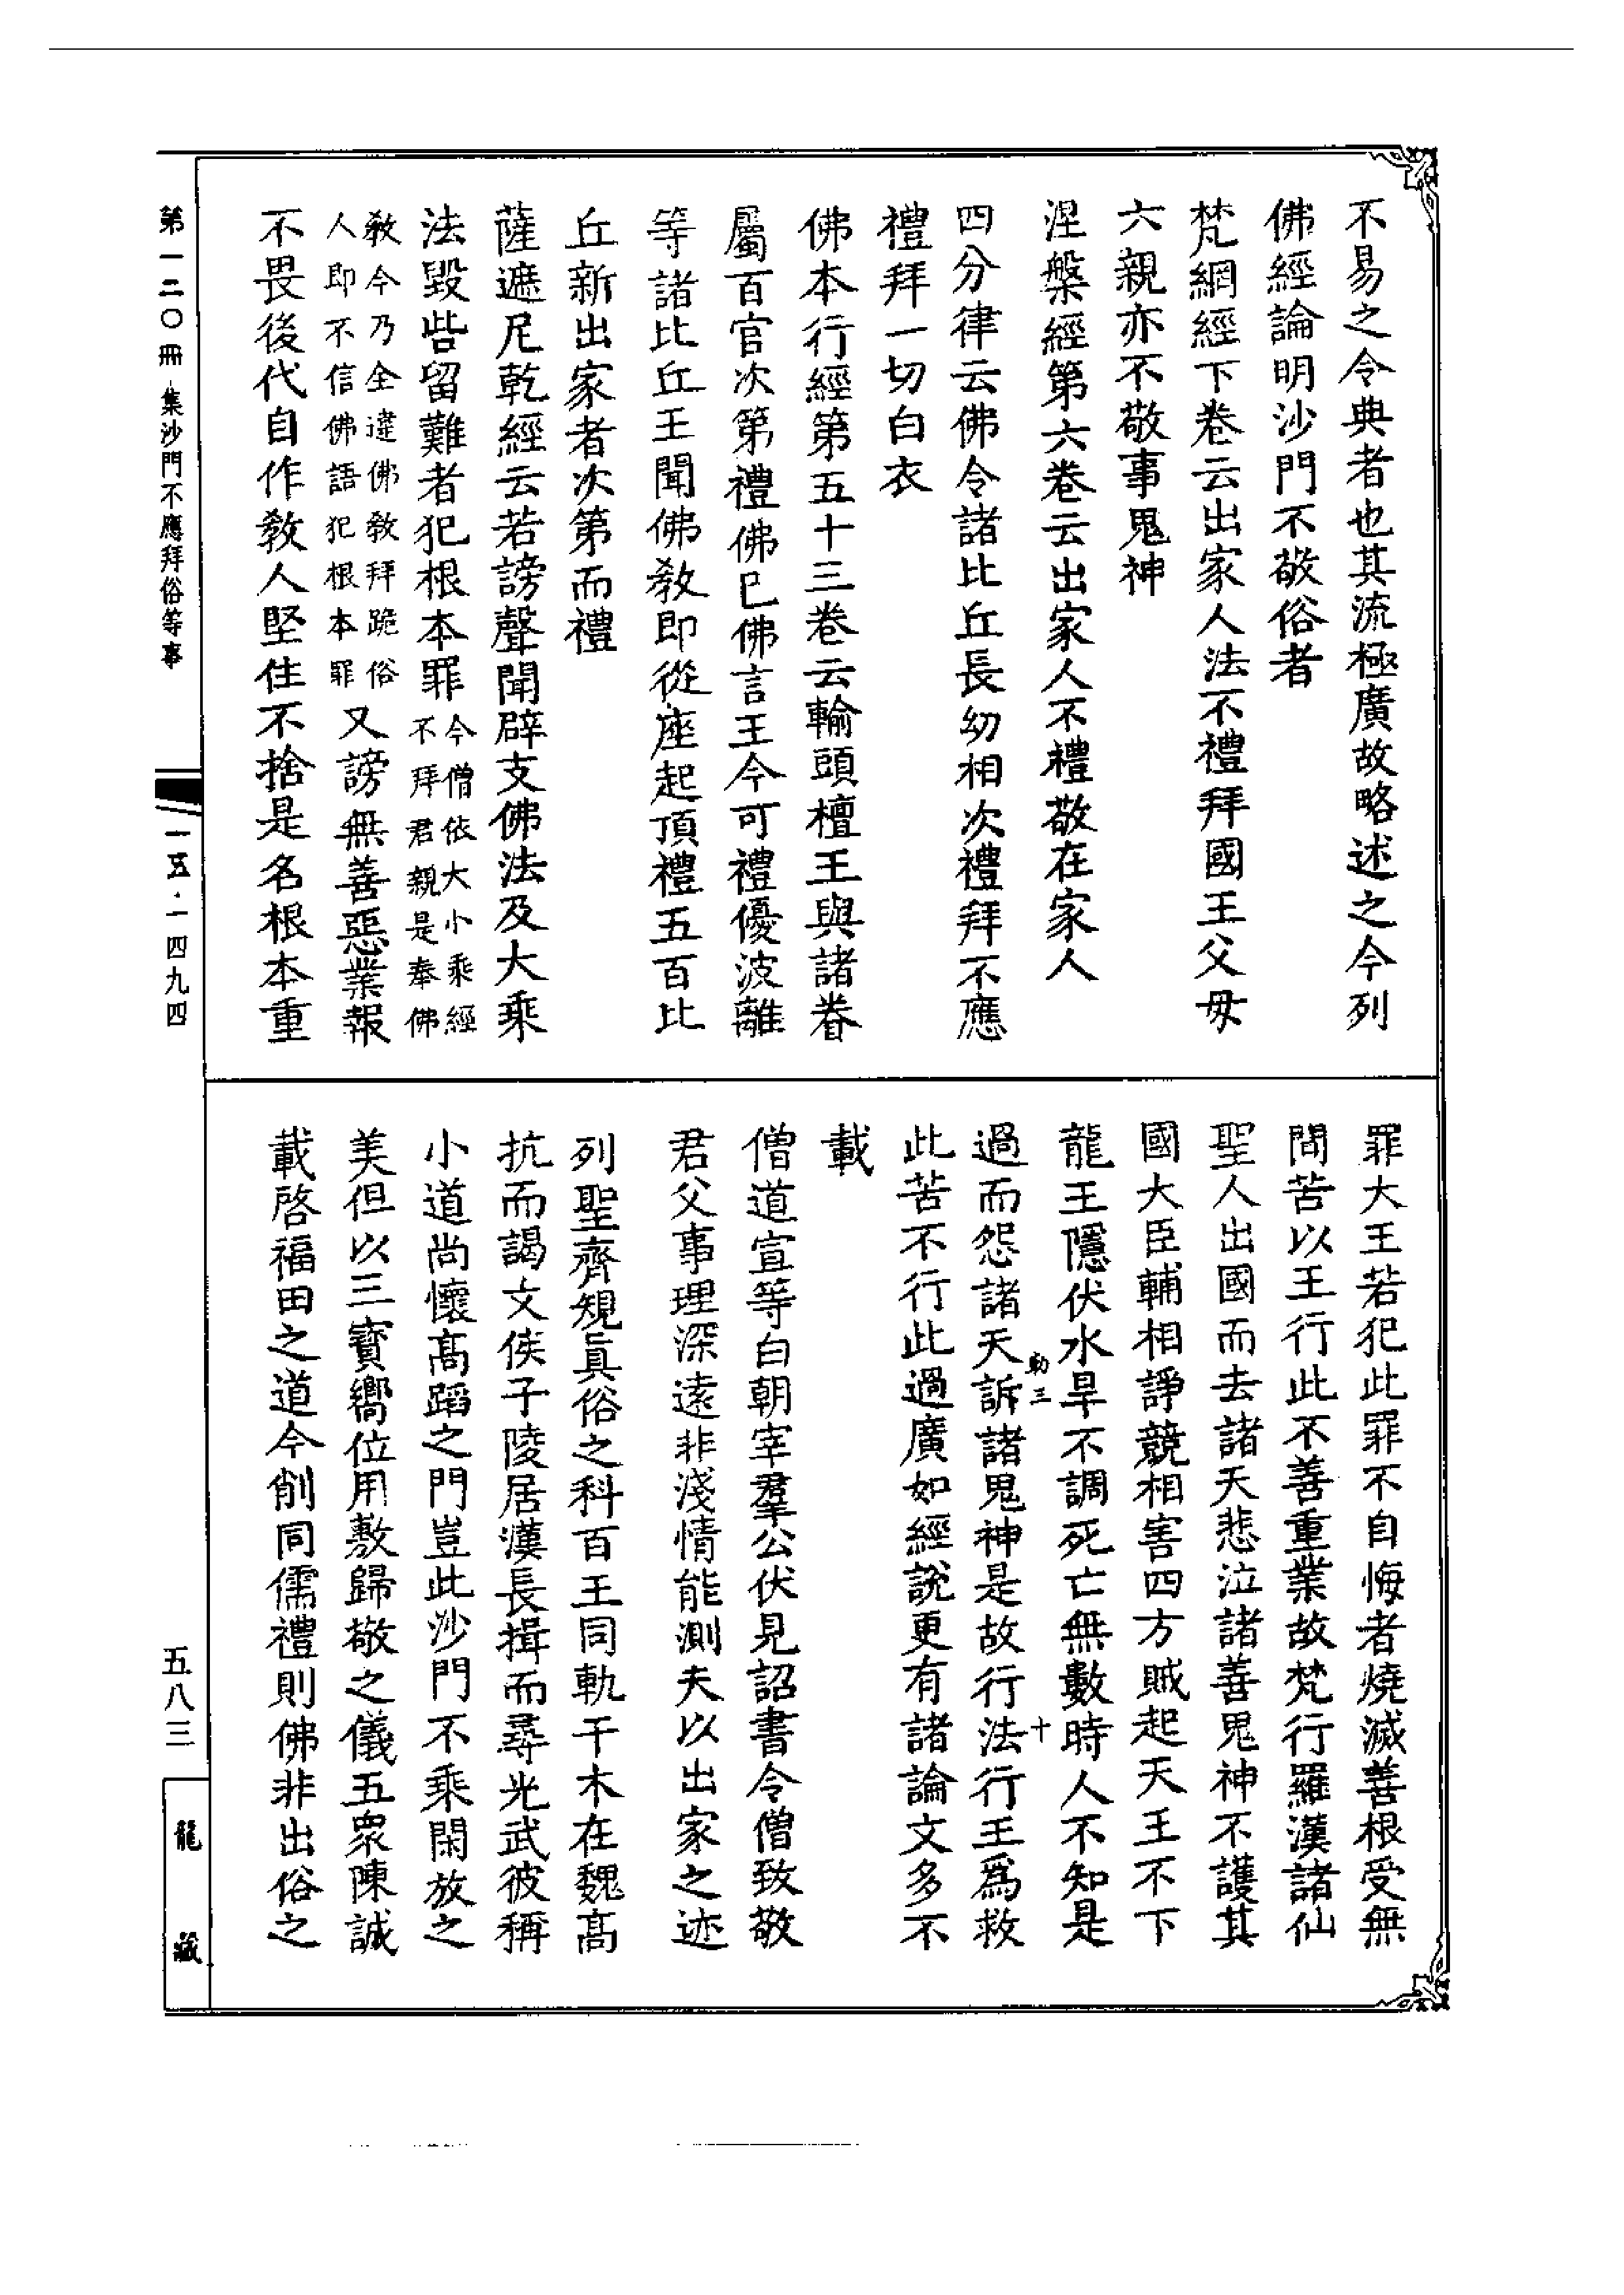 不易之令典者也其流極廣故略述之今列
佛經論明沙門不敬俗者
梵網經下卷云出家人法不禮拜國王父母
六親亦不敬事鬼神
涅槃經第六卷云出家人不禮敬在家人
四分律云佛令諸比丘長幼相次禮拜不應
禮拜一切白衣
佛本行經第五十三卷云輸頭檀王與諸眷
屬百官次第禮佛已佛言王今可禮優波離
等諸比丘王聞佛教即從座起頂禮五百比
丘新出家者次第而禮
薩遮尼乾經云若謗聲聞辟支佛法及大乘
法毀呰留難者犯根本罪今僧依大小乘經不拜君親是奉佛
教今乃全違佛教拜跪俗人即不信佛語犯根本罪又謗無善惡業報
不畏後代自作教人堅住不捨是名根本重
罪大王若犯此罪不自悔者燒滅善根受無
間苦以王行此不善重業故梵行羅漢諸仙
聖人出國而去諸天悲泣諸善鬼神不護其
國大臣輔相諍競相害四方賊起天王不下
龍王隱伏水旱不調死亡無數時人不知是
勒三 十
過而怨諸天訴諸鬼神是故行法行王爲救
此苦不行此過廣如經說更有諸論文多不
載
僧道宣等白朝宰羣公伏見詔書令僧致敬
君父事理深遠非淺情能測夫以出家之迹
列聖齊規真俗之科百王同軌干木在魏高
抗而謁文侯子陵居漢長揖而尋光武彼稱
小道尚懷高蹈之門豈此沙門不乘閑放之
美但以三寶嚮位用敷歸敬之儀五眾陳誠
載啓福田之道今削同儒禮則佛非出俗之
第一二〇冊 集沙門不應拜俗等事
一五·一四九四
五八三
龍藏